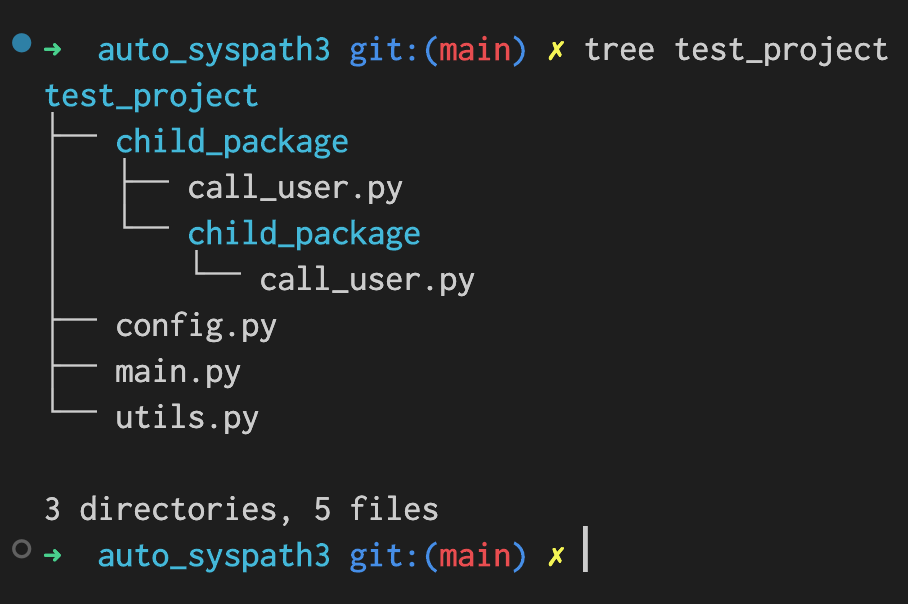 ➜  auto_syspath3 git:(main) ✗ tree test_project
test_project
├── child_package
│   ├── call_user.py
│   └── child_package
│       └── call_user.py
├── config.py
├── main.py
└── utils.py
3 directories, 5 files
➜  auto_syspath3 git:(main) ✗